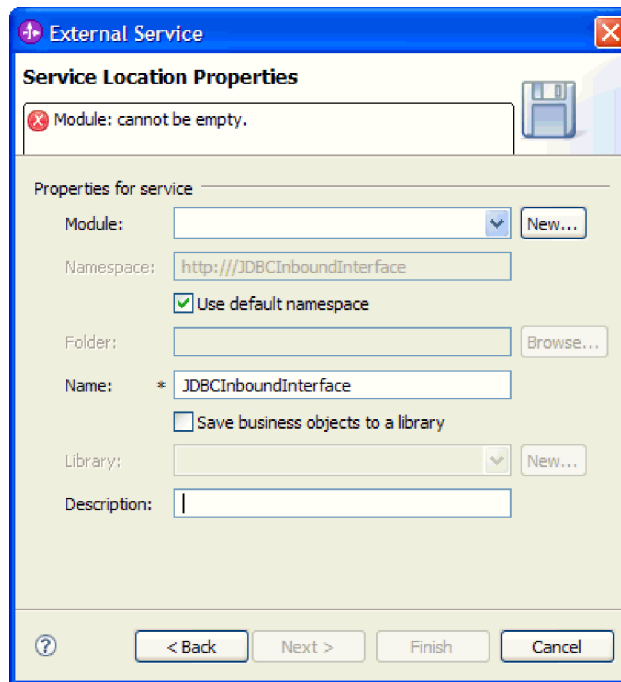 External Service
Service Location Properties
Module: cannot be empty.
Properties for service
Module: New...
Namespace: http:///JDBCInboundInterface
Use default namespace
Folder: Browse...
Name: * JDBCInboundInterface
Save business objects to a library
Library: New...
Description:
? < Back Next > Finish Cancel